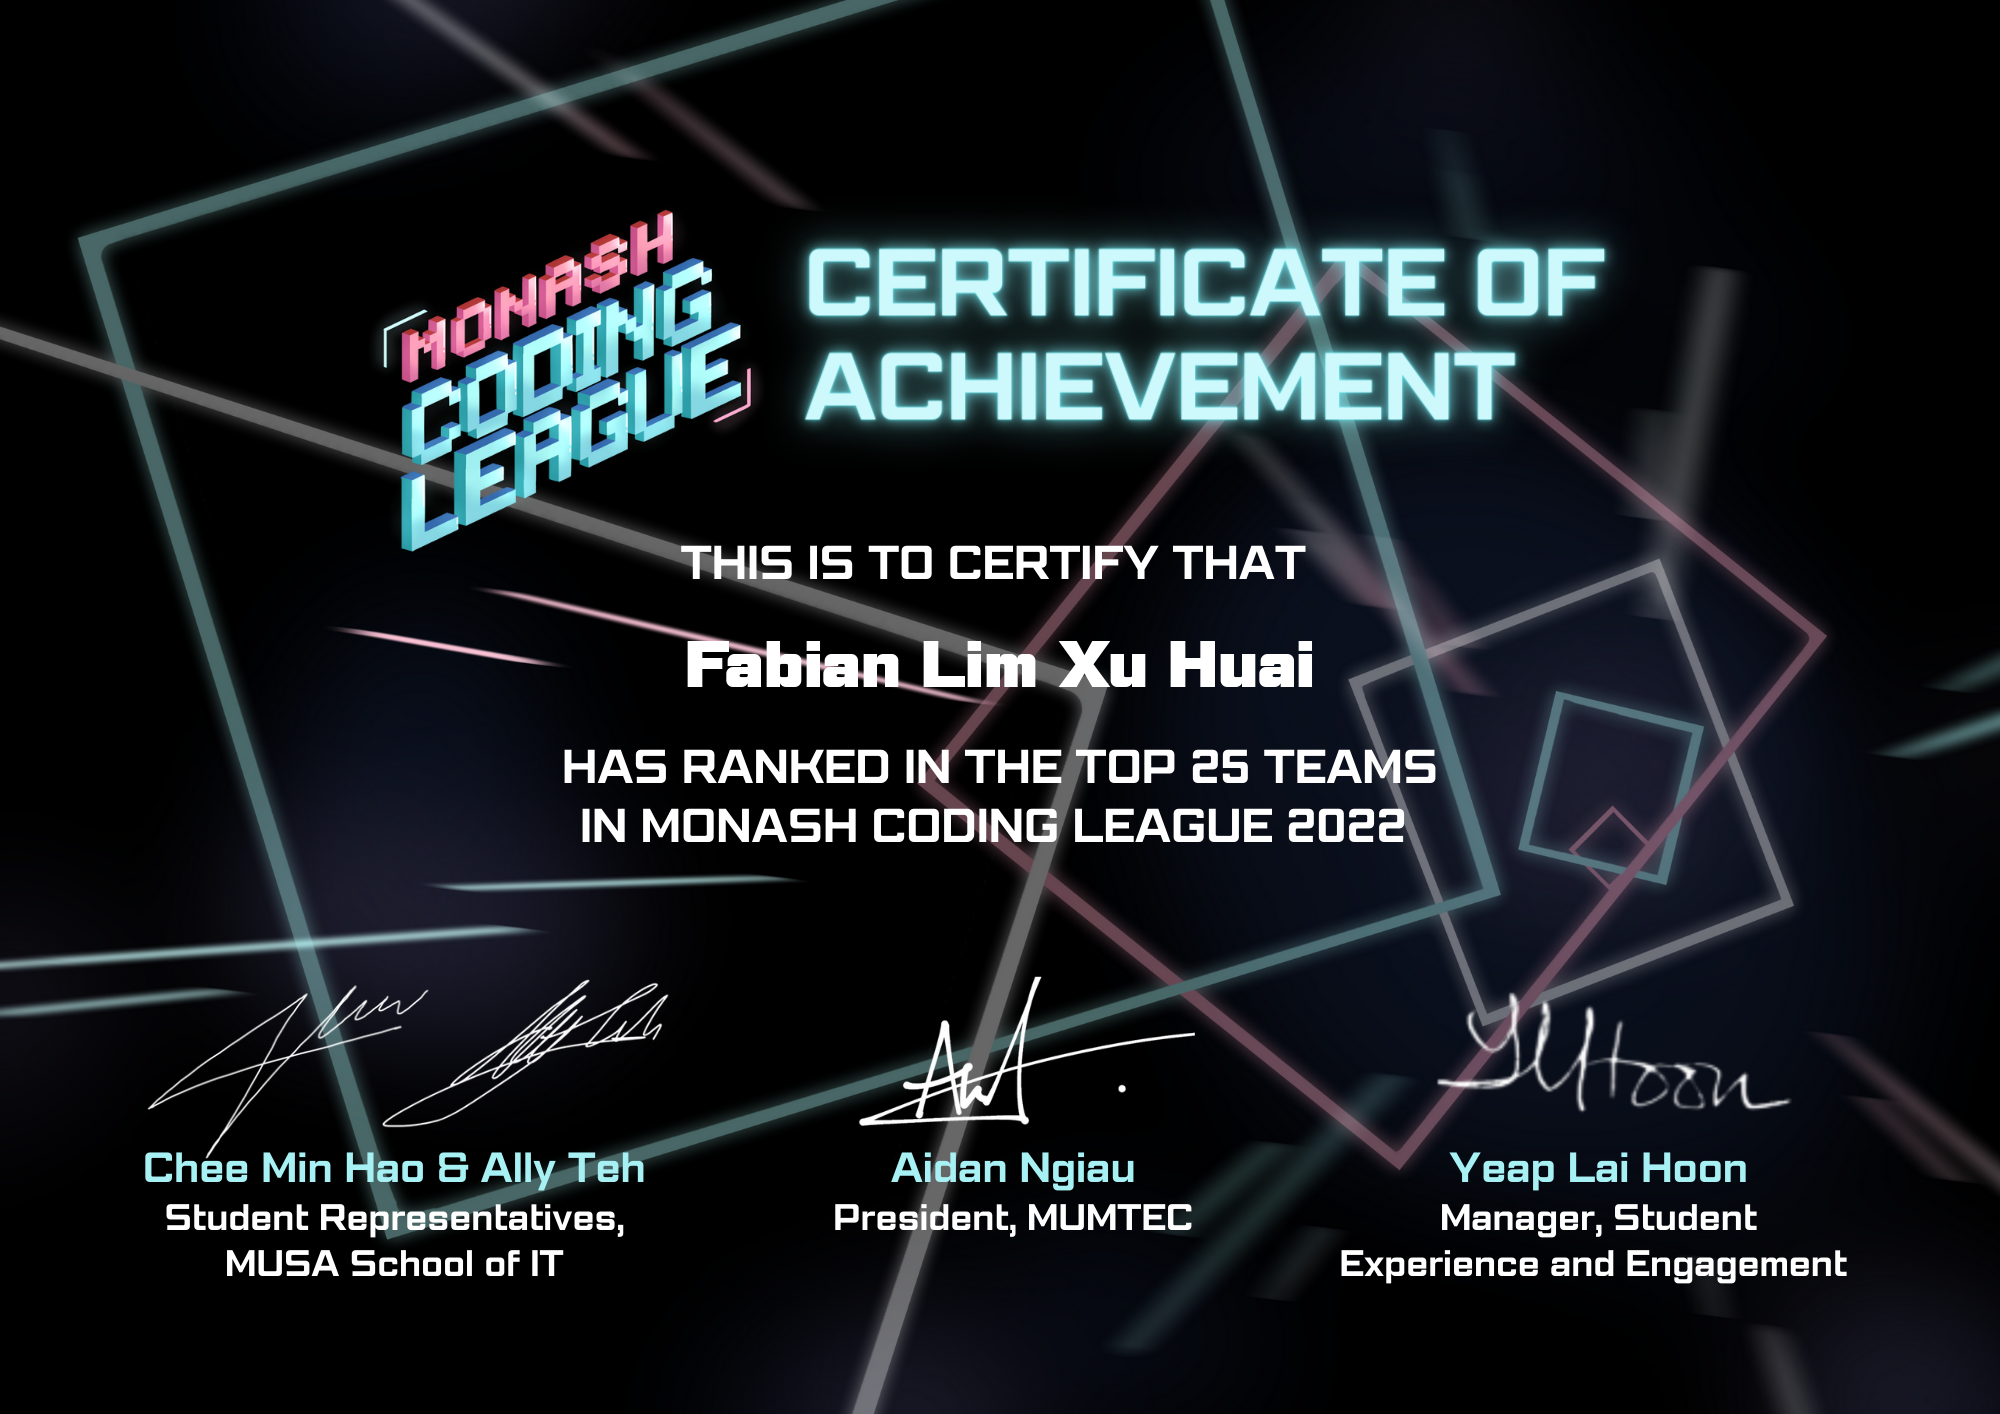 MONASH
CODING
LEAGUE
CERTIFICATE OF
ACHIEVEMENT
THIS IS TO CERTIFY THAT
Fabian Lim Xu Huai
HAS RANKED IN THE TOP 25 TEAMS
IN MONASH CODING LEAGUE 2022
YLHoon
Chee Min Hao & Ally Teh
Student Representatives,
MUSA School of IT
Aidan Ngiau
President, MUMTEC
Yeap Lai Hoon
Manager, Student
Experience and Engagement